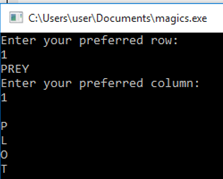 C:\Users\user\Documents\magics.exe
Enter your preferred row:
1
PREY
Enter your preferred column:
1
P
L
O
T